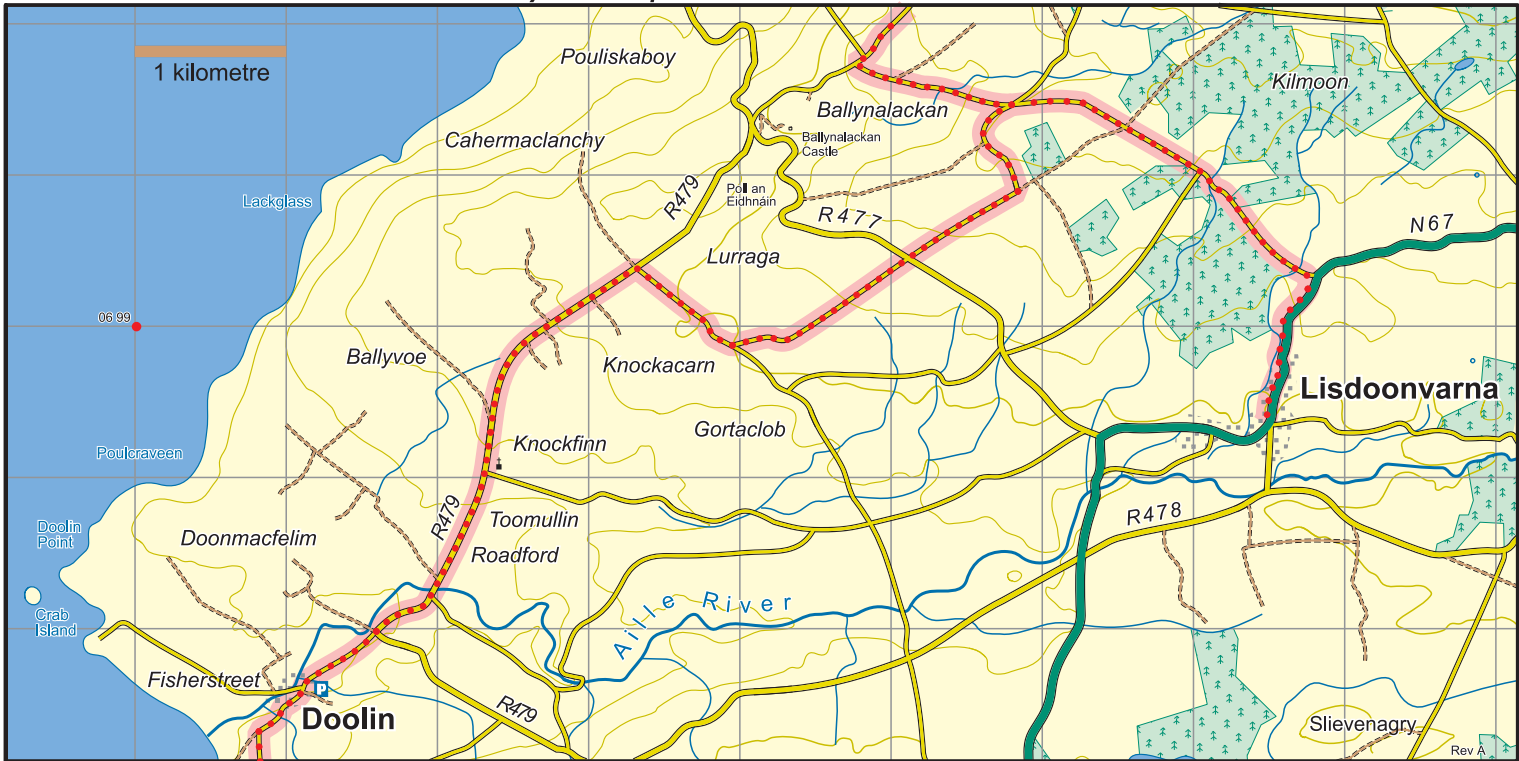 1 kilometre
Pouliskaboy
Kilmoon
Ballynalackan
Cahermaclanchy
Ballynalackan
Castle
R479
Poll an
Eidhnáin
Lackglass
R477
N67
Lurraga
06 99
Ballyvoe
Knockacarn
Lisdoonvarna
Gortaclob
Knockfinn
Poulcraveen
R479
Toomullin
R478
Doolin
Point
Doonmacfelim
Roadford
Aille River
Crab
Island
Fisherstreet
P
R479
Doolin
Slievenagry
Rev A